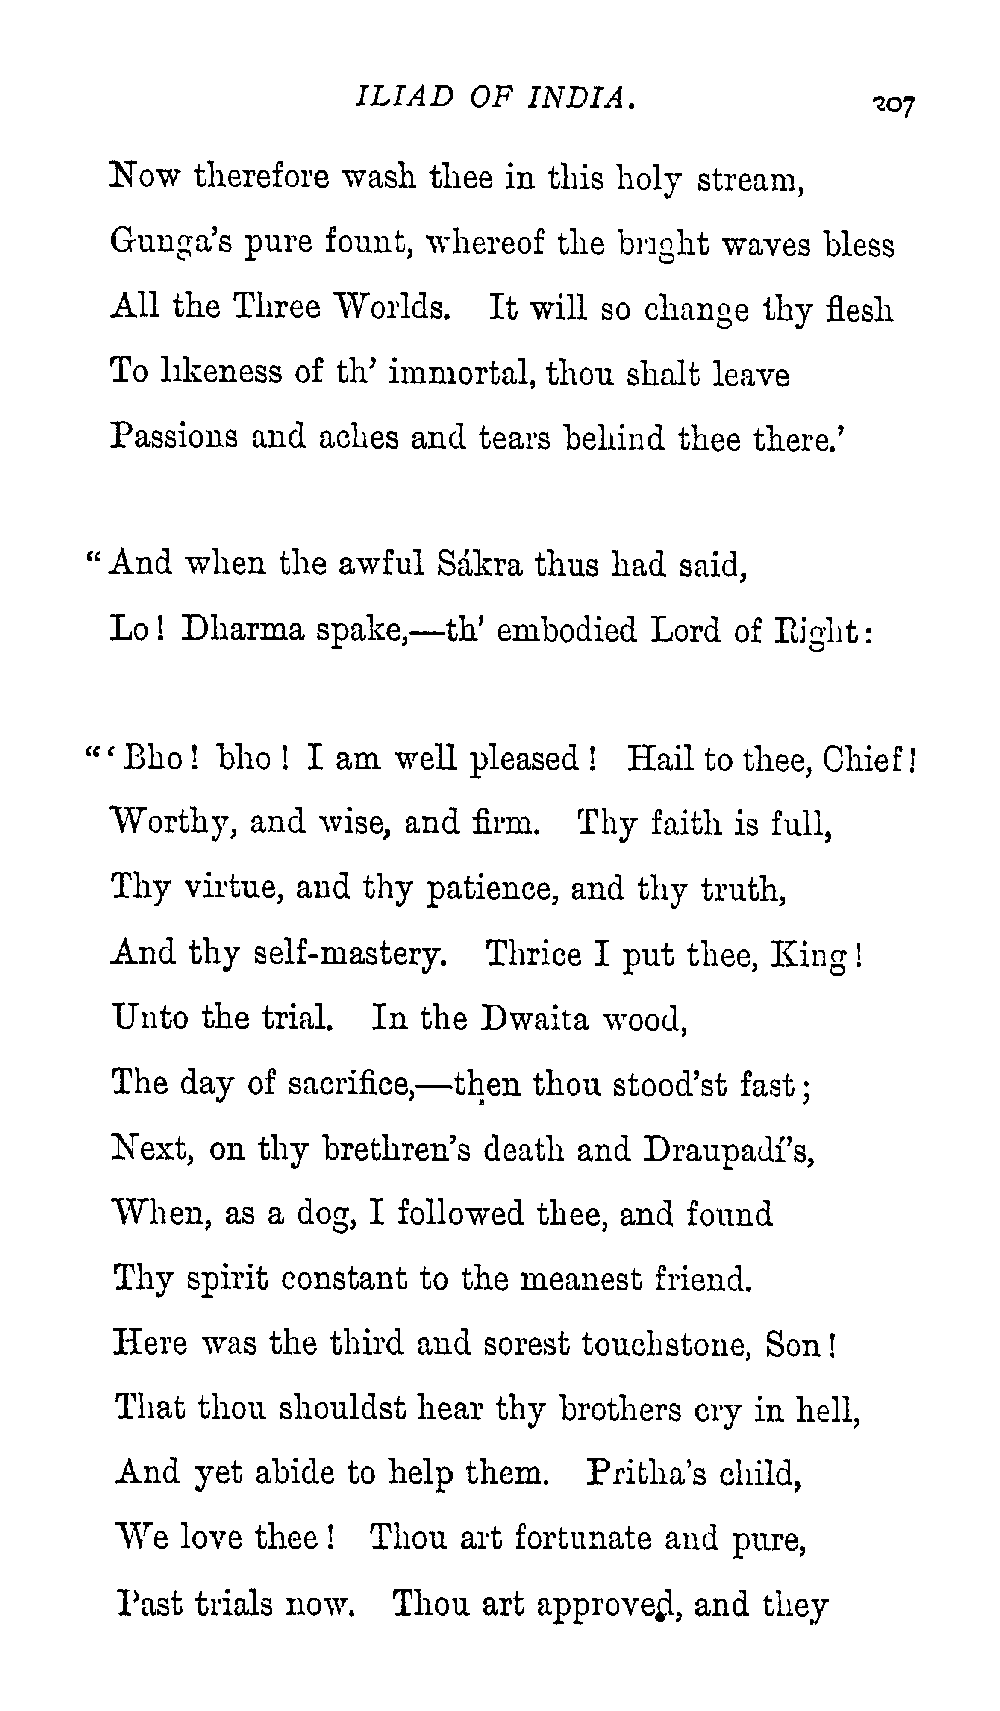 ILIAD OF INDIA. 207
Now therefore wash thee in this holy stream,
Gunga's pure fount, whereof the bright waves bless
All the Three Worlds. It will so change thy flesh
To likeness of th' immortal, thou shalt leave
Passions and aches and tears behind thee there.'
"And when the awful Sákra thus had said,
Lo! Dharma spake,—th' embodied Lord of Right:
"'Bho! bho! I am well pleased! Hail to thee, Chief!
Worthy, and wise, and firm. Thy faith is full,
Thy virtue, and thy patience, and thy truth,
And thy self-mastery. Thrice I put thee, King!
Unto the trial. In the Dwaita wood,
The day of sacrifice,—then thou stood'st fast;
Next, on thy brethren's death and Draupadí's,
When, as a dog, I followed thee, and found
Thy spirit constant to the meanest friend.
Here was the third and sorest touchstone, Son!
That thou shouldst hear thy brothers cry in hell,
And yet abide to help them. Pritha's child,
We love thee! Thou art fortunate and pure,
Past trials now. Thou art approved, and they